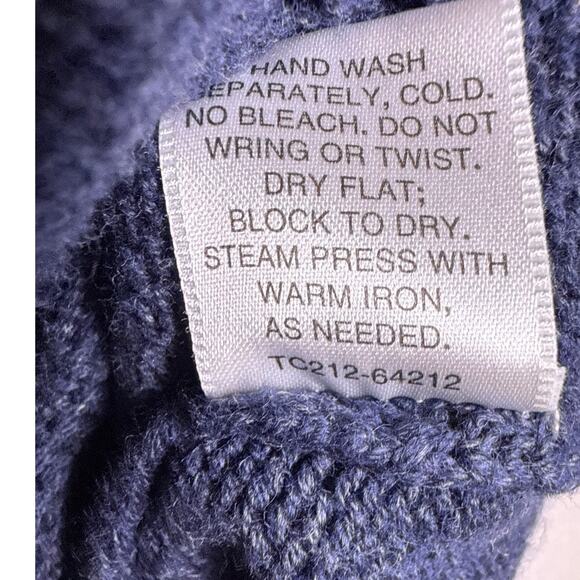 HAND WASH
SEPARATELY, COLD.
NO BLEACH. DO NOT
WRING OR TWIST.
DRY FLAT;
BLOCK TO DRY.
STEAM PRESS WITH
WARM IRON,
AS NEEDED.
TC212-64212